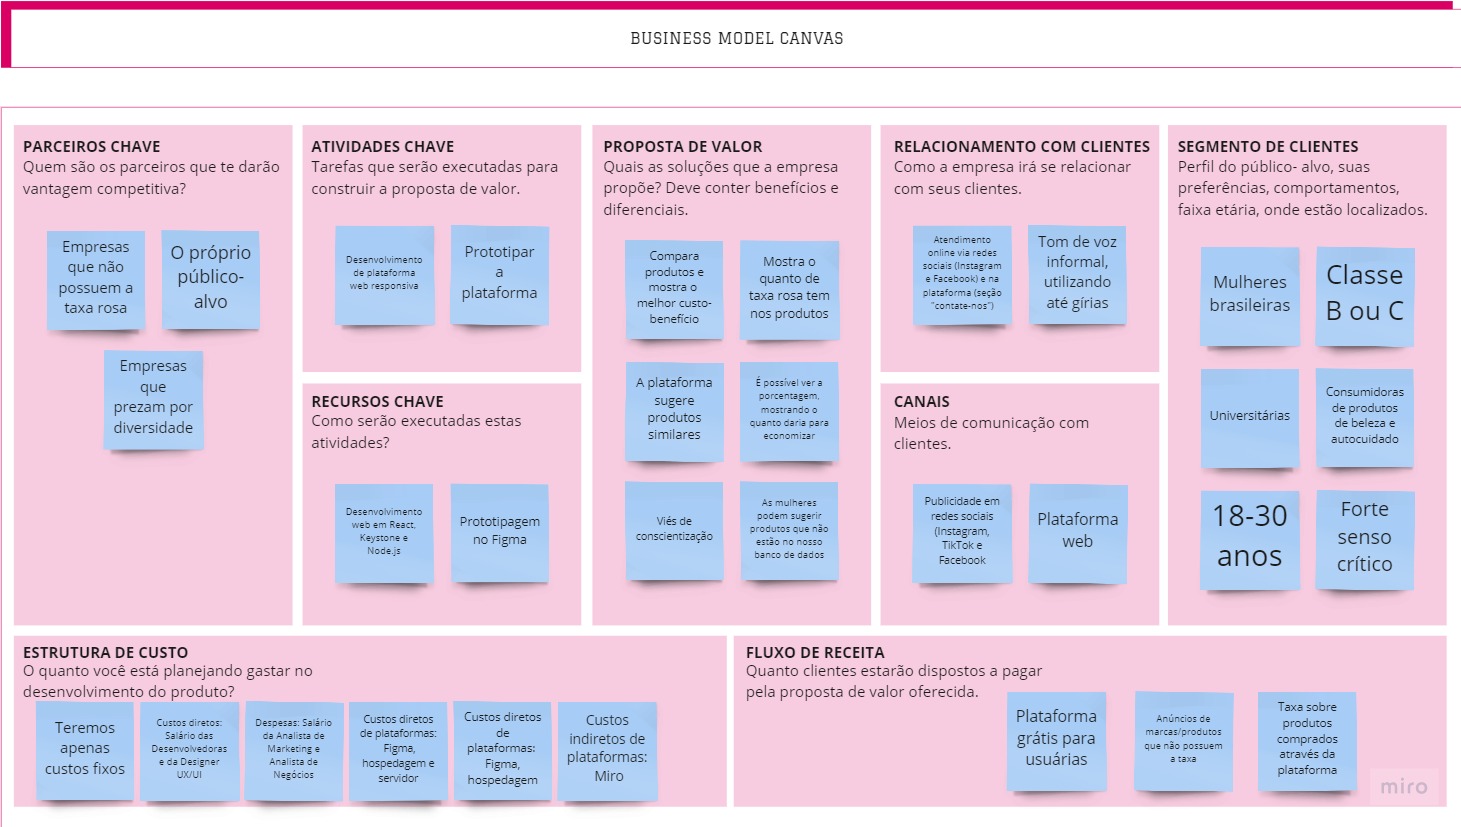 BUSINESS MODEL CANVAS
PARCEIROS CHAVE
Quem são os parceiros que te darão
vantagem competitiva?
Empresas
que não
possuem a
taxa rosa
O próprio
público-
alvo
Empresas
que
prezam por
diversidade
ATIVIDADES CHAVE
Tarefas que serão executadas para
construir a proposta de valor.
Desenvolvimento
de plataforma
web responsiva
Prototipar
a
plataforma
RECURSOS CHAVE
Como serão executadas estas
atividades?
Desenvolvimento
web em React,
Keystone e
Node.js
Prototipagem
no Figma
PROPOSTA DE VALOR
Quais as soluções que a empresa
propõe? Deve conter benefícios e
diferenciais.
Compara
produtos e
mostra o
melhor custo-
benefício
Mostra o
quanto de
taxa rosa tem
nos produtos
A plataforma
sugere
produtos
similares
É possível ver a
porcentagem,
mostrando o
quanto daria para
economizar
Viés de
conscientização
As mulheres
podem sugerir
produtos que não
estão no nosso
banco de dados
RELACIONAMENTO COM CLIENTES
Como a empresa irá se relacionar
com seus clientes.
Atendimento
online via redes
sociais (Instagram
e Facebook) e na
plataforma (seção
"contate-nos")
Tom de voz
informal,
utilizando
até gírias
CANAIS
Meios de comunicação com
clientes.
Publicidade em
redes sociais
(Instagram,
TikTok e
Facebook
Plataforma
web
SEGMENTO DE CLIENTES
Perfil do público- alvo, suas
preferências, comportamentos,
faixa etária, onde estão localizados.
Mulheres
brasileiras
Classe
B ou C
Universitárias
Consumidoras
de produtos
de beleza e
autocuidado
18-30
anos
Forte
senso
crítico
ESTRUTURA DE CUSTO
O quanto você está planejando gastar no
desenvolvimento do produto?
Teremos
apenas
custos fixos
Custos diretos:
Salário das
Desenvolvedoras
e da Designer
UX/UI
Despesas: Salário
da Analista de
Marketing e
Analista de
Negócios
Custos diretos
de plataformas:
Figma,
hospedagem e
servidor
Custos diretos
de
plataformas:
Figma,
hospedagem
Custos
indiretos de
plataformas:
Miro
FLUXO DE RECEITA
Quanto clientes estarão dispostos a pagar
pela proposta de valor oferecida.
Plataforma
grátis para
usuárias
Anúncios de
marcas/produtos
que não possuem
a taxa
Taxa sobre
produtos
comprados
através da
plataforma
miro